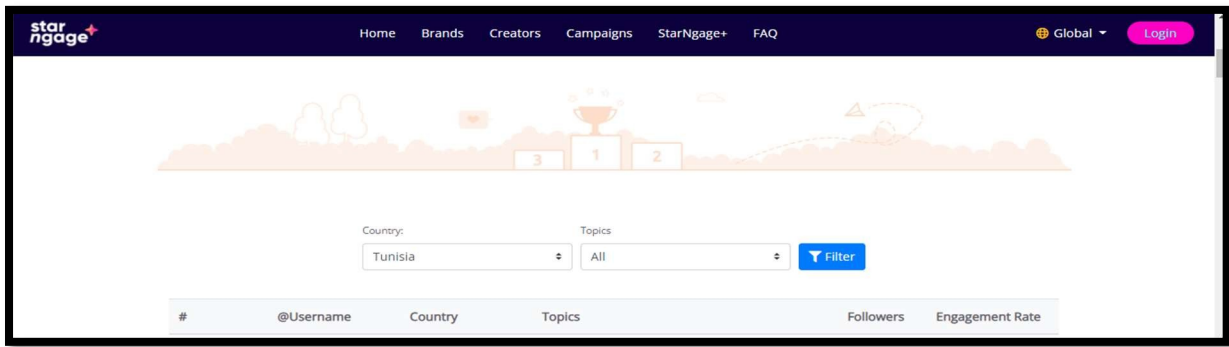 star
ngage
Home Brands Creators Campaigns StarNgage+ FAQ
Global
Login
3 1 2
Country: Topics
Tunisia All Filter
# @Username Country Topics Followers Engagement Rate